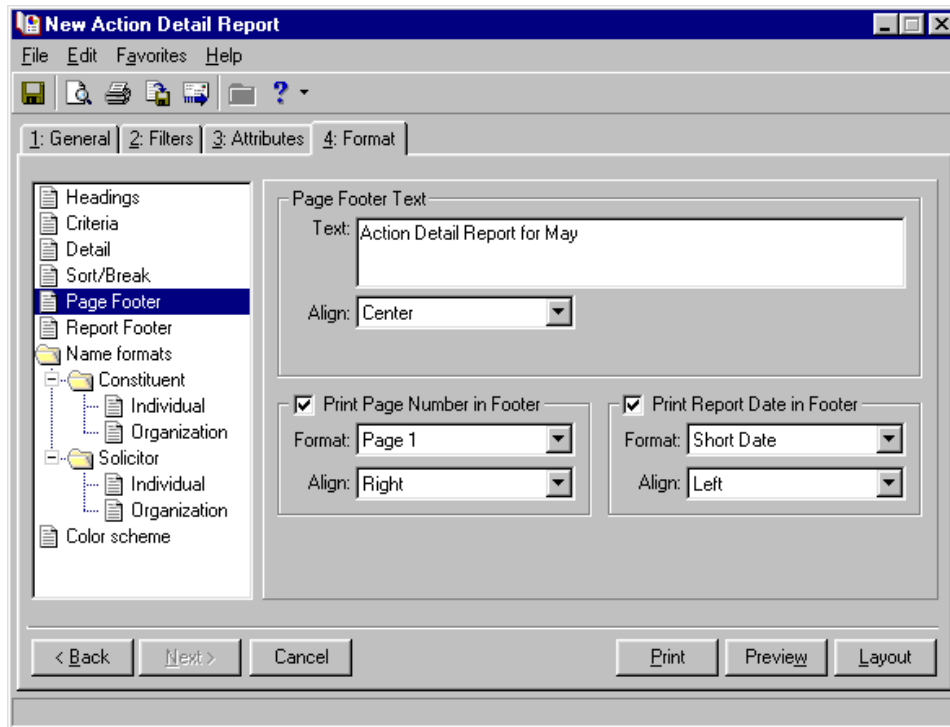 New Action Detail Report
File Edit Favorites Help
?
1: General 2: Filters 3: Attributes 4: Format
Headings
Criteria
Detail
Sort/Break
Page Footer
Report Footer
Name formats
Constituent
Individual
Organization
Solicitor
Individual
Organization
Color scheme
Page Footer Text
Text: Action Detail Report for May
Align: Center
Print Page Number in Footer
Format: Page 1
Align: Right
Print Report Date in Footer
Format: Short Date
Align: Left
< Back Next > Cancel Print Preview Layout